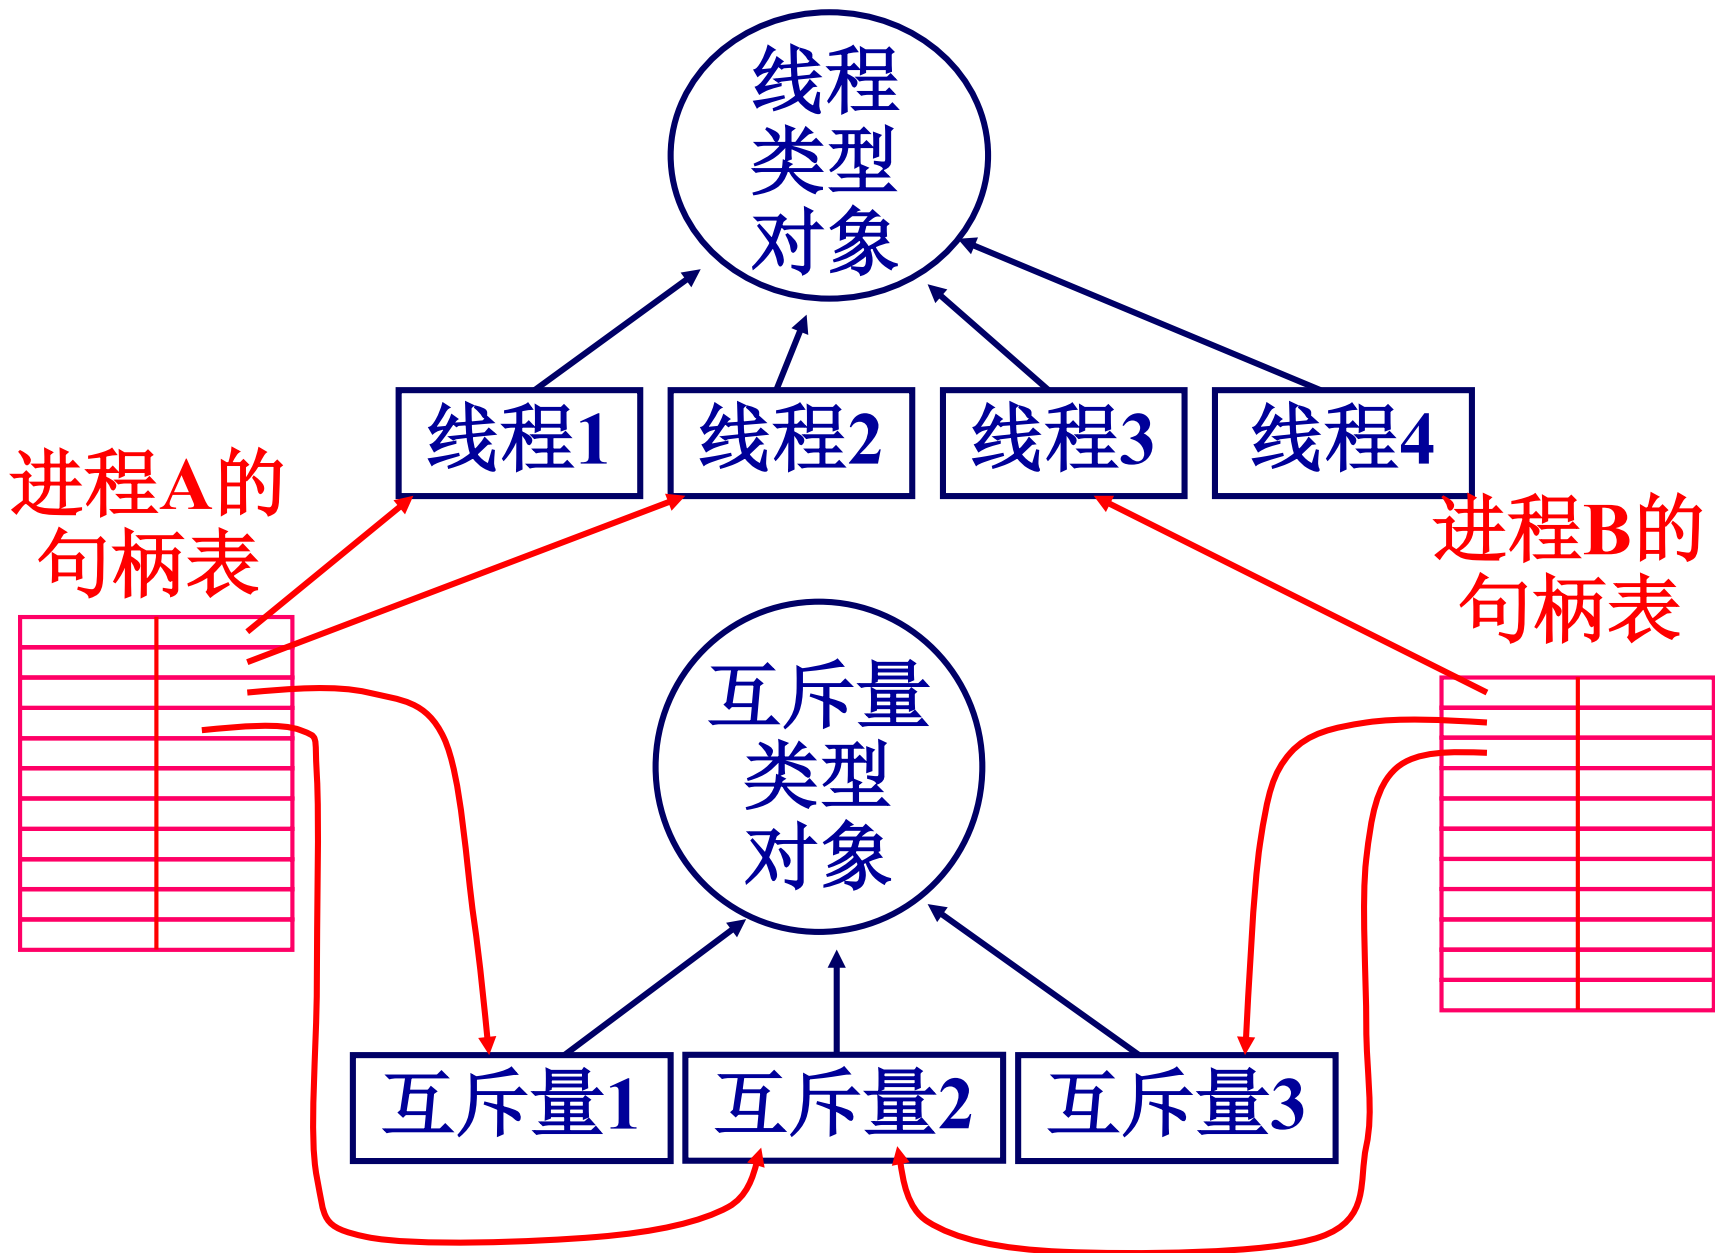 线程
类型
对象
线程1
线程2
线程3
线程4
进程A的
句柄表
进程B的
句柄表
互斥量
类型
对象
互斥量1
互斥量2
互斥量3